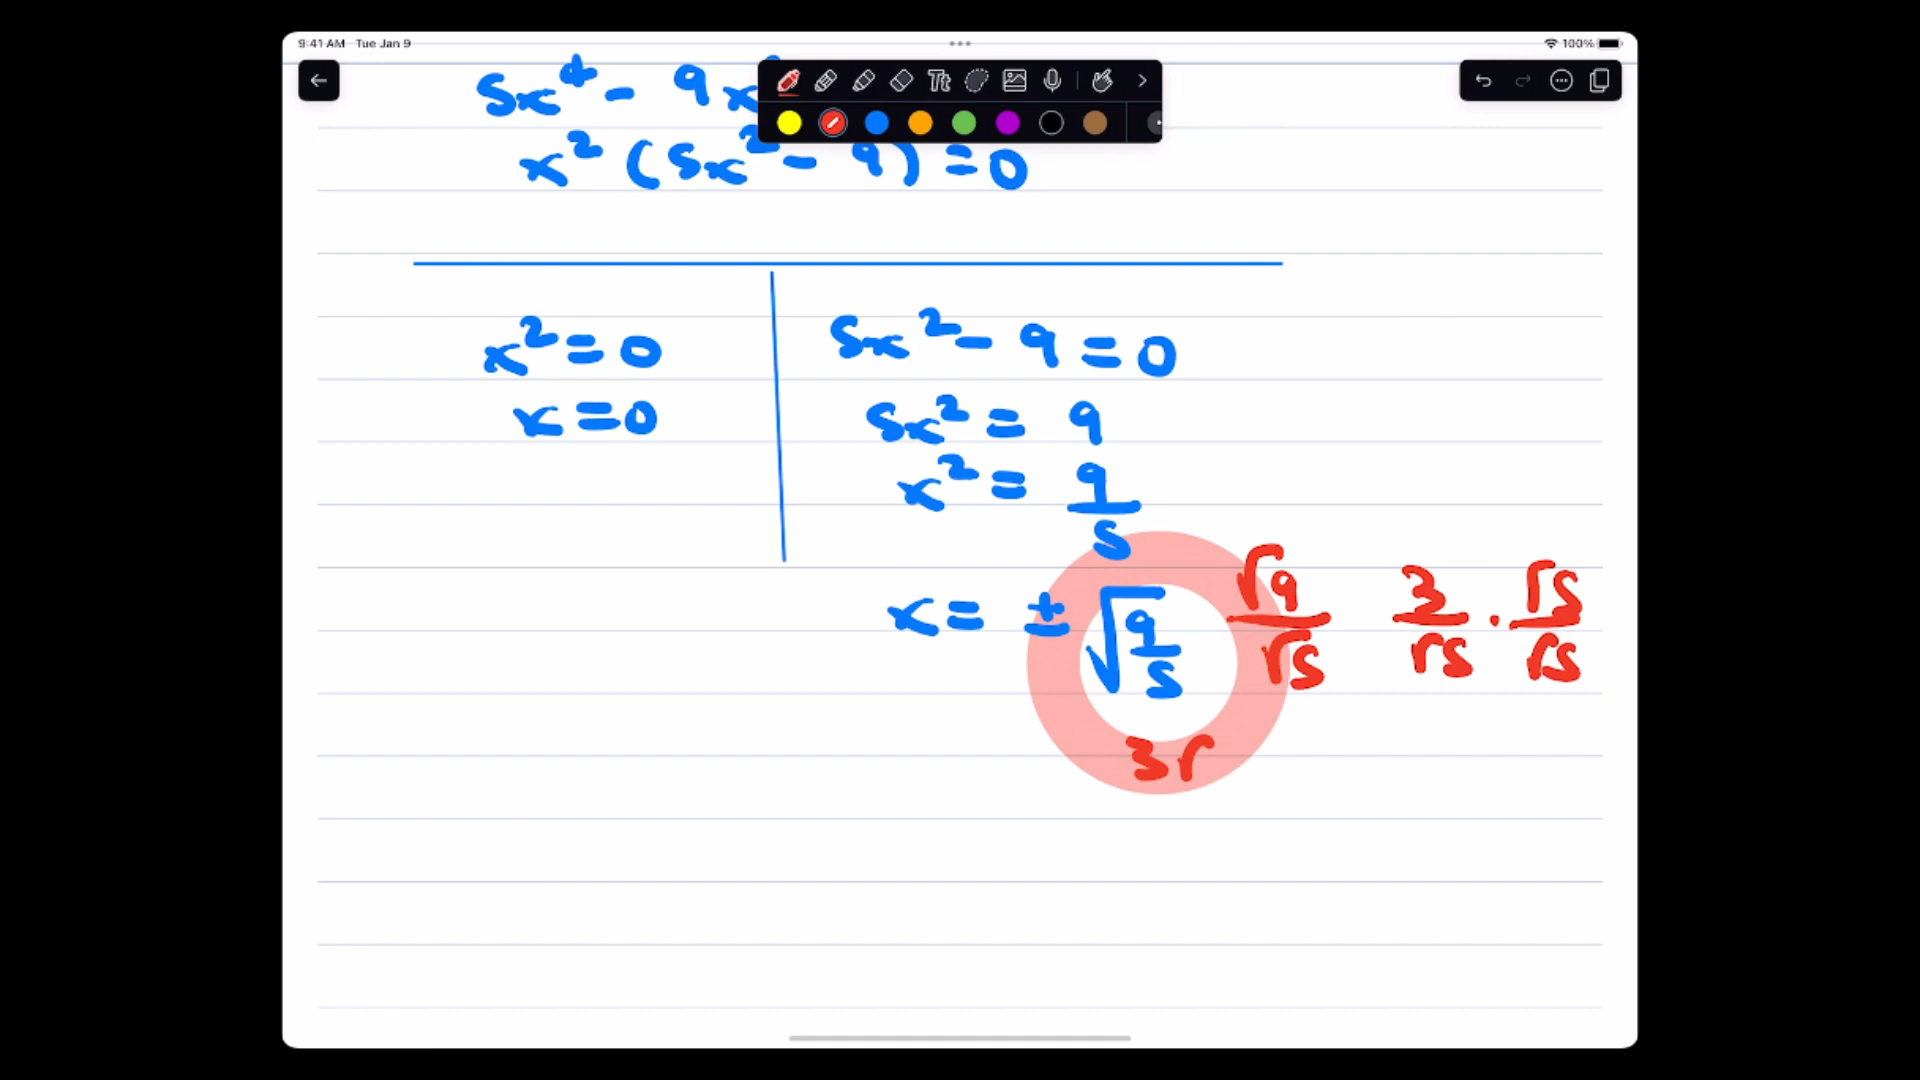 9:41 AM Tue Jan 9
100%
Tt
5x⁴ - 9x
x² (5x² - 9) = 0
x² = 0
x = 0
5x² - 9 = 0
5x² = 9
x² = 9/5
x = ± √(9/5)
√9/√5
3/√5 · √5/√5
3√